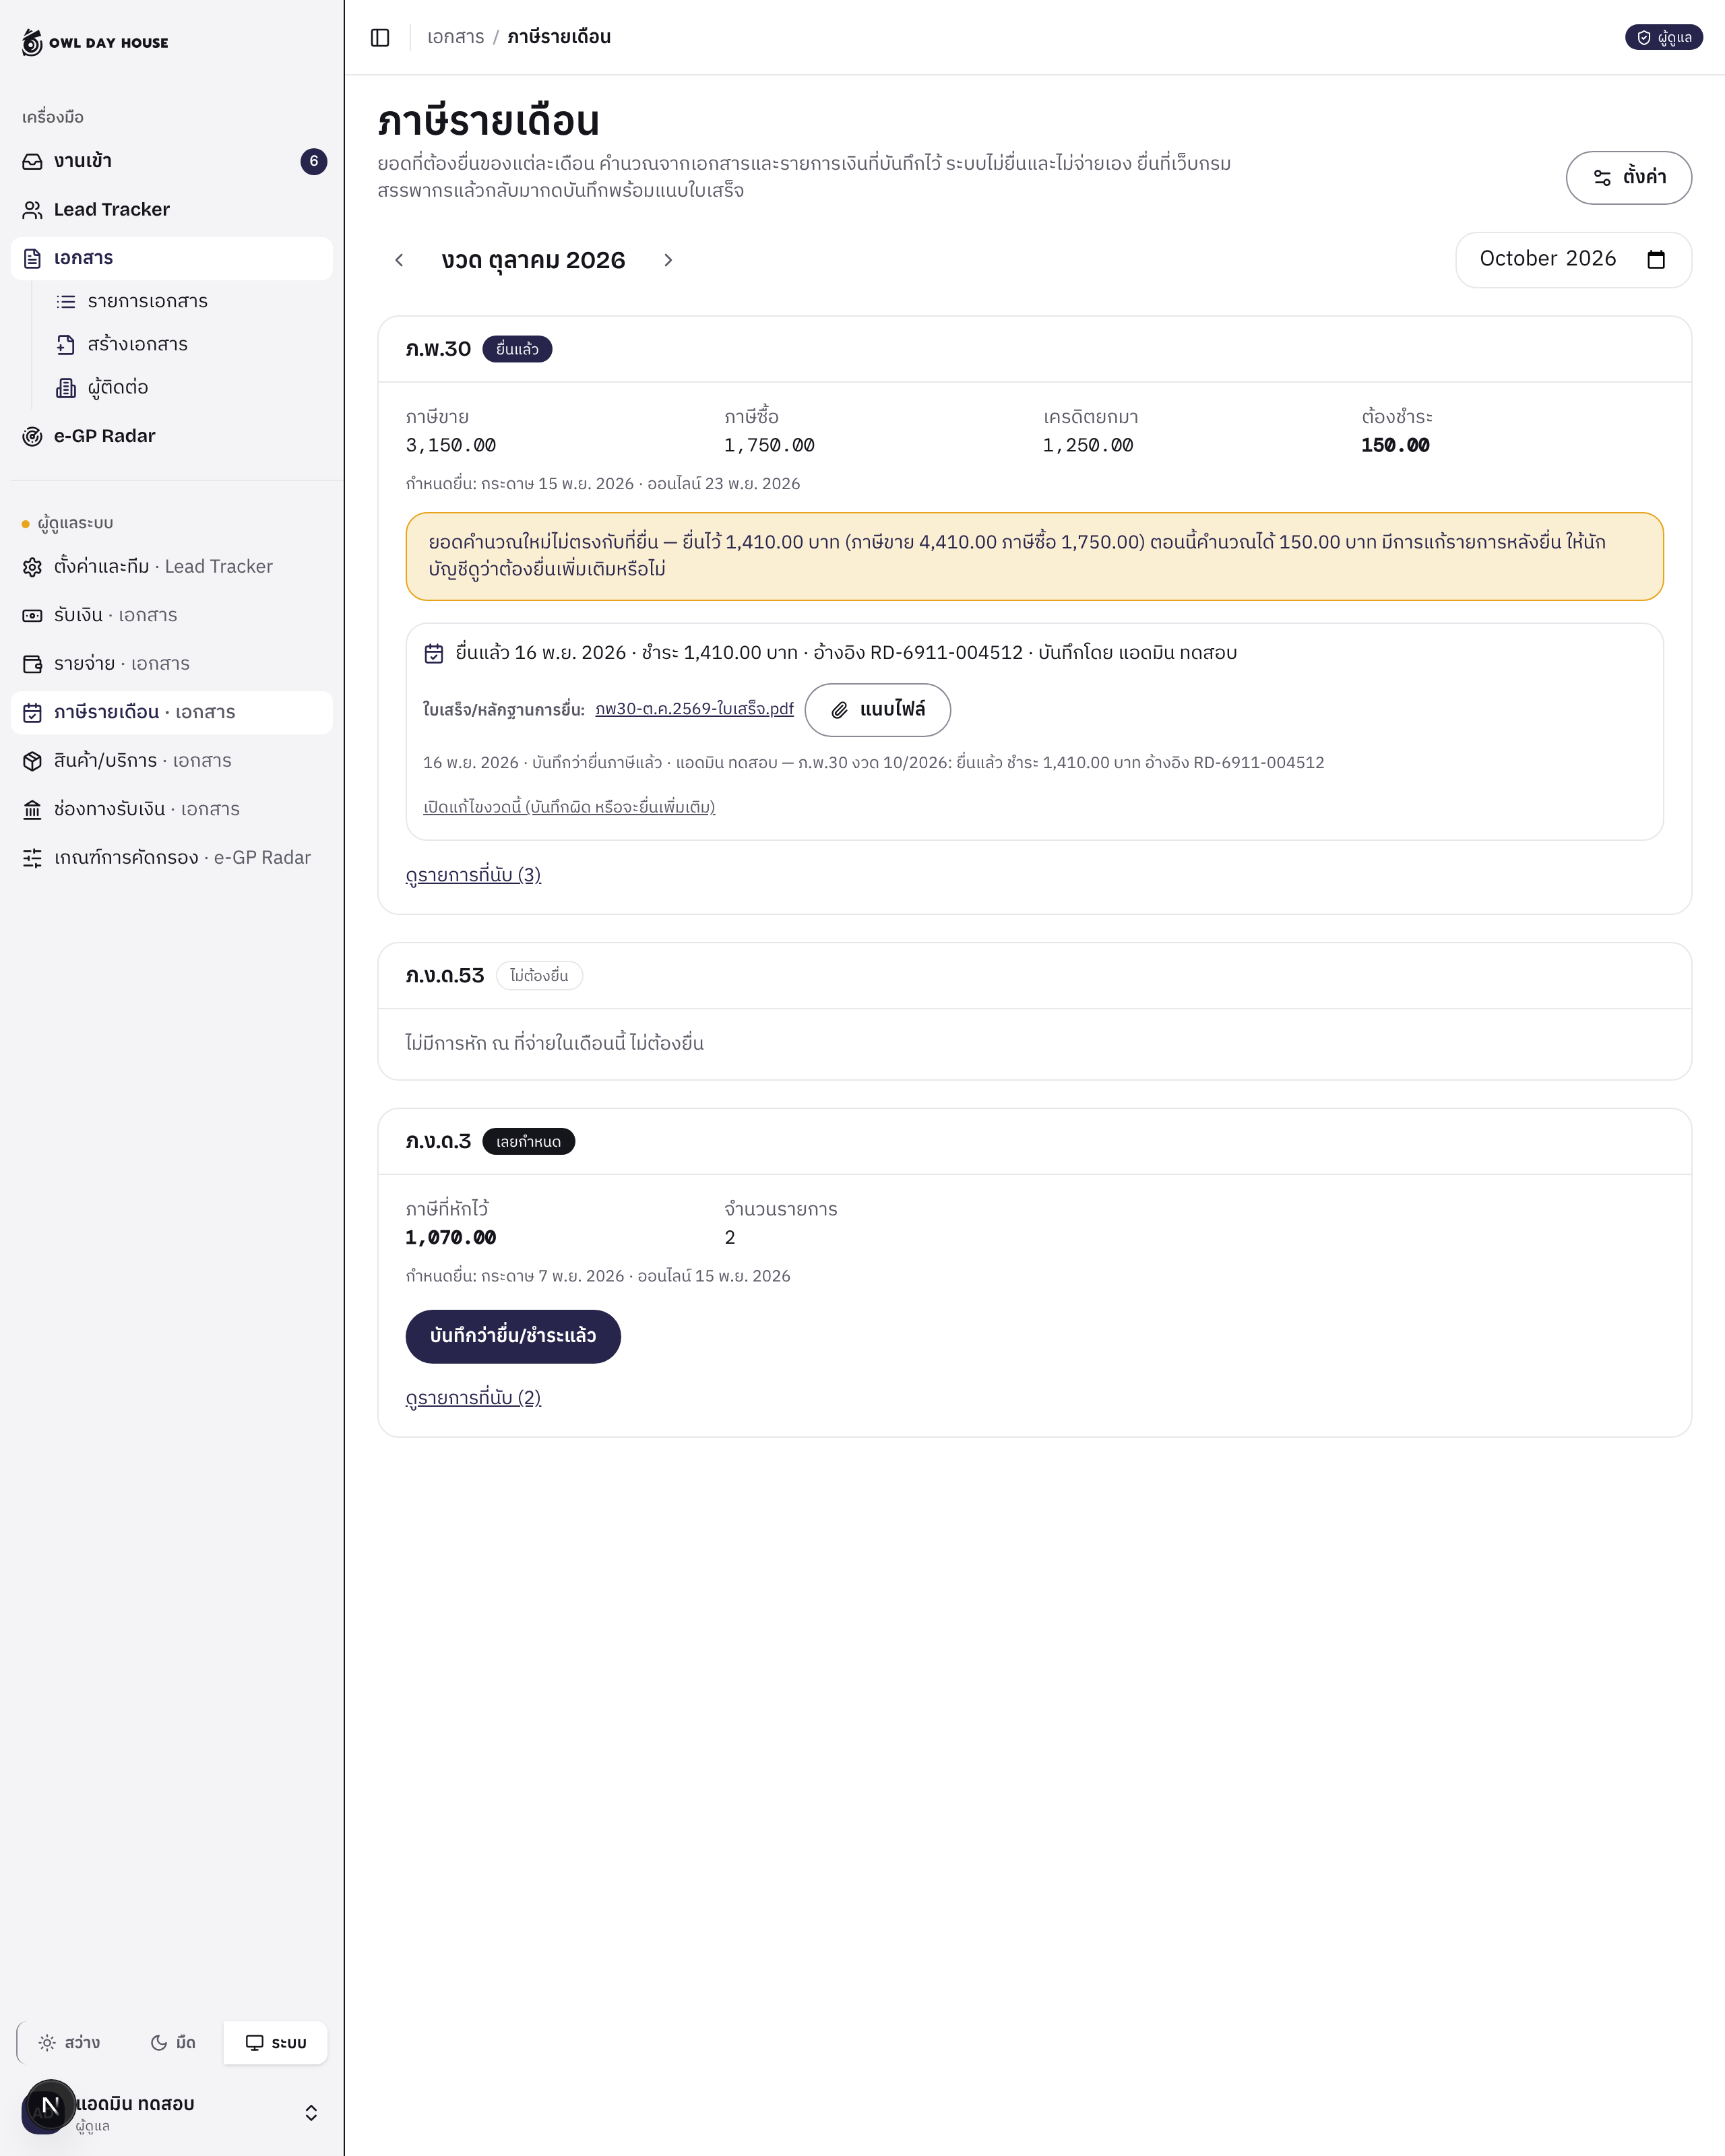 OWL DAY HOUSE
เครื่องมือ
งานเข้า 6
Lead Tracker
เอกสาร
รายการเอกสาร
สร้างเอกสาร
ผู้ติดต่อ
e-GP Radar
ผู้ดูแลระบบ
ตั้งค่าและทีม · Lead Tracker
รับเงิน · เอกสาร
รายจ่าย · เอกสาร
ภาษีรายเดือน · เอกสาร
สินค้า/บริการ · เอกสาร
ช่องทางรับเงิน · เอกสาร
เกณฑ์การคัดกรอง · e-GP Radar
สว่าง มืด ระบบ
N แอดมิน ทดสอบ
ผู้ดูแล
เอกสาร / ภาษีรายเดือน
ผู้ดูแล
ภาษีรายเดือน
ยอดที่ต้องยื่นของแต่ละเดือน คำนวณจากเอกสารและรายการเงินที่บันทึกไว้ ระบบไม่ยื่นและไม่จ่ายเอง ยื่นที่เว็บกรม
สรรพากรแล้วกลับมากดบันทึกพร้อมแนบใบเสร็จ
ตั้งค่า
งวด ตุลาคม 2026
October 2026
ภ.พ.30 ยื่นแล้ว
ภาษีขาย ภาษีซื้อ เครดิตยกมา ต้องชำระ
3,150.00 1,750.00 1,250.00 150.00
กำหนดยื่น: กระดาษ 15 พ.ย. 2026 · ออนไลน์ 23 พ.ย. 2026
ยอดคำนวณใหม่ไม่ตรงกับที่ยื่น — ยื่นไว้ 1,410.00 บาท (ภาษีขาย 4,410.00 ภาษีซื้อ 1,750.00) ตอนนี้คำนวณได้ 150.00 บาท มีการแก้รายการหลังยื่น ให้นัก
บัญชีดูว่าต้องยื่นเพิ่มเติมหรือไม่
ยื่นแล้ว 16 พ.ย. 2026 · ชำระ 1,410.00 บาท · อ้างอิง RD-6911-004512 · บันทึกโดย แอดมิน ทดสอบ
ใบเสร็จ/หลักฐานการยื่น: ภพ30-ต.ค.2569-ใบเสร็จ.pdf แนบไฟล์
16 พ.ย. 2026 · บันทึกว่ายื่นภาษีแล้ว · แอดมิน ทดสอบ — ภ.พ.30 งวด 10/2026: ยื่นแล้ว ชำระ 1,410.00 บาท อ้างอิง RD-6911-004512
เปิดแก้ไขงวดนี้ (บันทึกผิด หรือจะยื่นเพิ่มเติม)
ดูรายการที่นับ (3)
ภ.ง.ด.53 ไม่ต้องยื่น
ไม่มีการหัก ณ ที่จ่ายในเดือนนี้ ไม่ต้องยื่น
ภ.ง.ด.3 เลยกำหนด
ภาษีที่หักไว้ จำนวนรายการ
1,070.00 2
กำหนดยื่น: กระดาษ 7 พ.ย. 2026 · ออนไลน์ 15 พ.ย. 2026
บันทึกว่ายื่น/ชำระแล้ว
ดูรายการที่นับ (2)